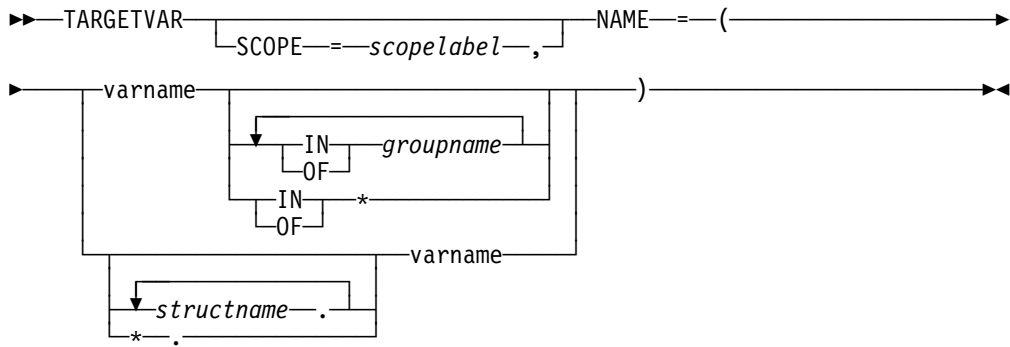 TARGETVAR NAME = (
SCOPE = scopelabel ,
varname )
IN groupname
OF
IN *
OF
varname
structname .
* .